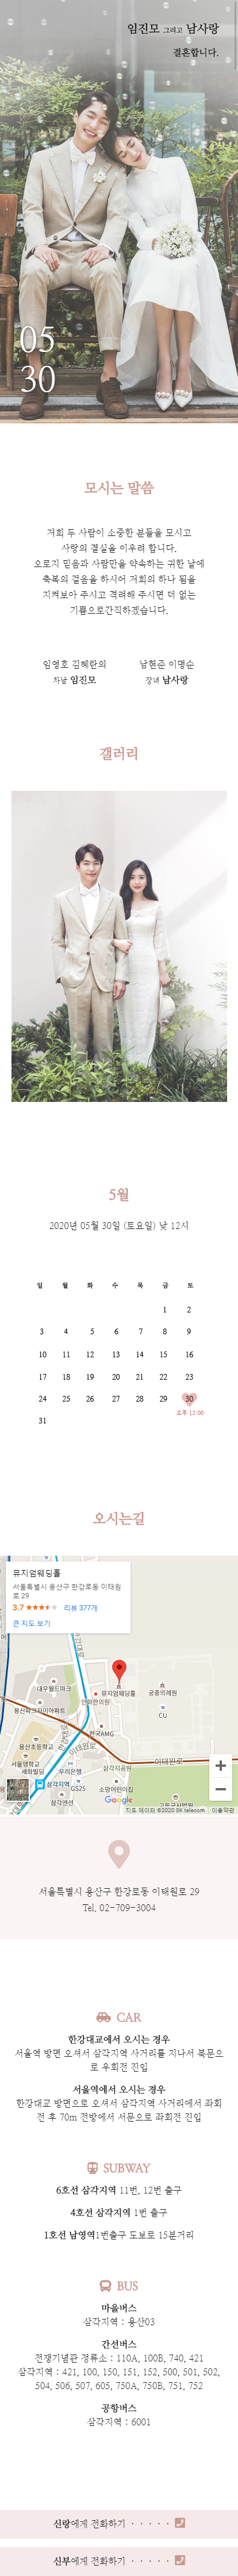 임진모 그리고 남사랑
결혼합니다.
05
30
모시는 말씀
저희 두 사람이 소중한 분들을 모시고
사랑의 결실을 이루려 합니다.
오로지 믿음과 사랑만을 약속하는 귀한 날에
축복의 걸음을 하시어 저희의 하나 됨을
지켜보아 주시고 격려해 주시면 더 없는
기쁨으로간직하겠습니다.
임영호 김혜란의 남현준 이명순
차남 임진모 장녀 남사랑
갤러리
5월
2020년 05월 30일 (토요일) 낮 12시
일 월 화 수 목 금 토
1 2
3 4 5 6 7 8 9
10 11 12 13 14 15 16
17 18 19 20 21 22 23
24 25 26 27 28 29 30
오후 12:00
31
오시는길
뮤지엄웨딩홀
서울특별시 용산구 한강로동 이태원
로 29
3.7 ★★★★★ 리뷰 377개
큰 지도 보기
대우월드마크
뮤지엄웨딩홀
궁중의례원
만화한의원
용산파크자이아파트
CU
한국AMG
용산초등학교
삼각지공원
이태원로
이태원로
서울명학교
새화빌딩
우리은행
삼각지역
GS25
소망어린이집
삼각맨션
Google
고등군사법원
지도 데이터 ©2020 SK telecom 이용약관
서울특별시 용산구 한강로동 이태원로 29
Tel. 02-709-3004
CAR
한강대교에서 오시는 경우
서울역 방면 오셔서 삼각지역 사거리를 지나서 북문으
로 우회전 진입
서울역에서 오시는 경우
한강대교 방면으로 오셔서 삼각지역 사거리에서 좌회
전 후 70m 전방에서 서문으로 좌회전 진입
SUBWAY
6호선 삼각지역 11번, 12번 출구
4호선 삼각지역 1번 출구
1호선 남영역1번출구 도보로 15분거리
BUS
마을버스
삼각지역 : 용산03
간선버스
전쟁기념관 정류소 : 110A, 100B, 740, 421
삼각지역 : 421, 100, 150, 151, 152, 500, 501, 502,
504, 506, 507, 605, 750A, 750B, 751, 752
공항버스
삼각지역 : 6001
신랑에게 전화하기 · · · · ·
신부에게 전화하기 · · · · ·